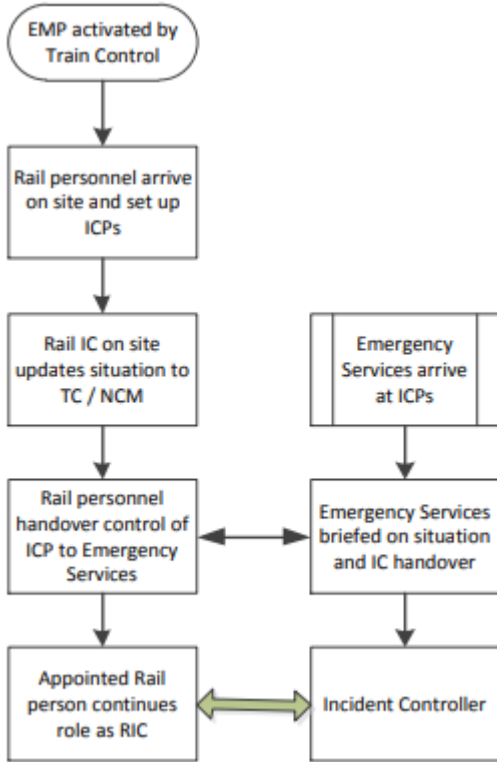 EMP activated by
Train Control
Rail personnel arrive
on site and set up
ICPs
Rail IC on site
updates situation to
TC / NCM
Emergency
Services arrive
at ICPs
Rail personnel
handover control of
ICP to Emergency
Services
Emergency Services
briefed on situation
and IC handover
Appointed Rail
person continues
role as RIC
Incident Controller